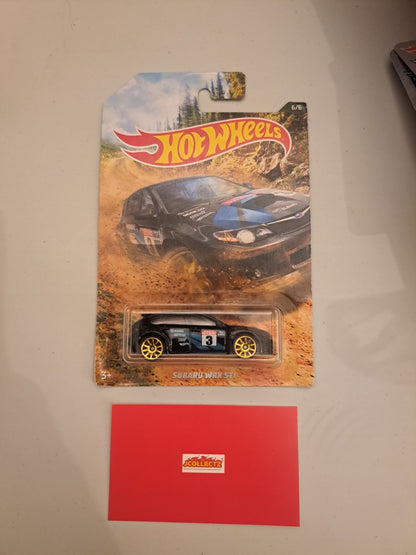 6/6
HOT WHEELS
3
3+
SUBARU WRX STI
JCOLLECTZ